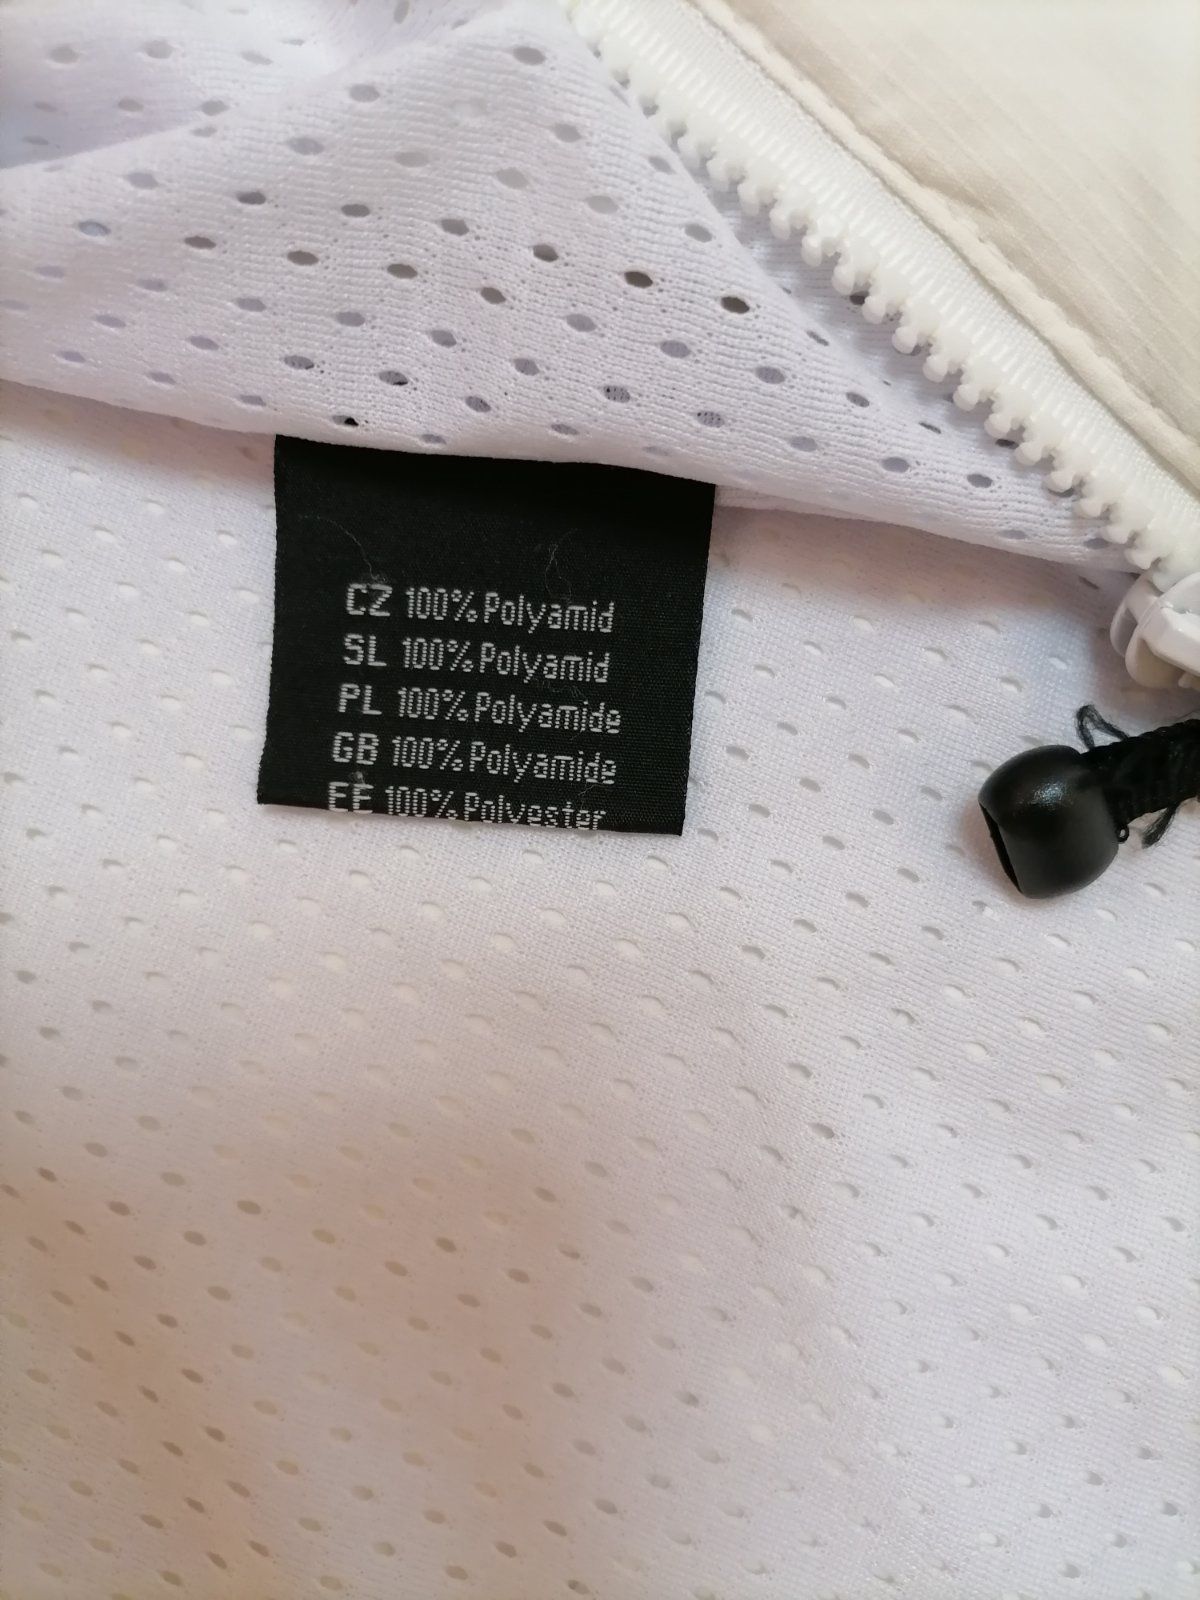 CZ 100% Polyamid
SL 100% Polyamid
PL 100% Polyamide
GB 100% Polyamide
EE 100% Polyester